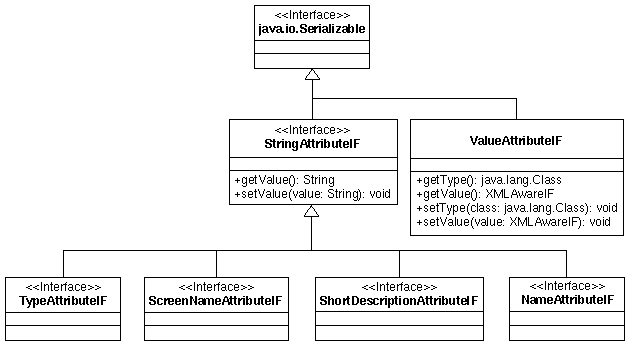 <<Interface>>
java.io.Serializable
<<Interface>>
StringAttributeIF
+getValue(): String
+setValue(value: String): void
ValueAttributeIF
+getType(): java.lang.Class
+getValue(): XMLAwareIF
+setType(class: java.lang.Class): void
+setValue(value: XMLAwareIF): void
<<Interface>>
TypeAttributeIF
<<Interface>>
ScreenNameAttributeIF
<<Interface>>
ShortDescriptionAttributeIF
<<Interface>>
NameAttributeIF